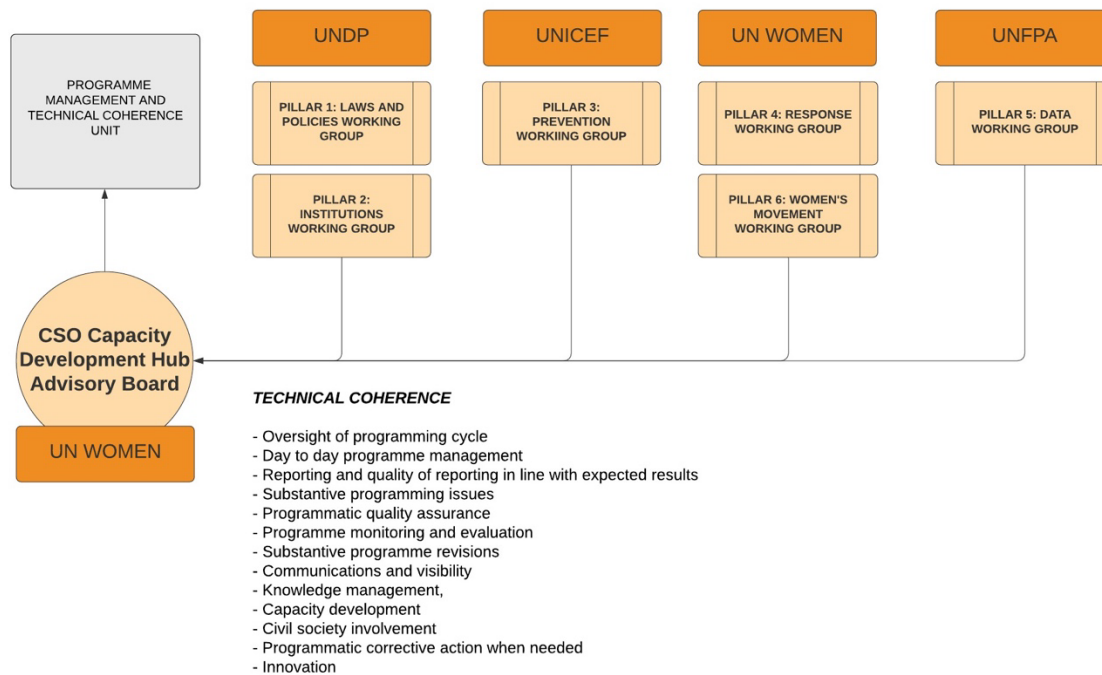 UNDP
UNICEF
UN WOMEN
UNFPA
PROGRAMME
MANAGEMENT AND
TECHNICAL COHERENCE
UNIT
PILLAR 1: LAWS AND
POLICIES WORKING
GROUP
PILLAR 3:
PREVENTION
WORKIING GROUP
PILLAR 4: RESPONSE
WORKING GROUP
PILLAR 5: DATA
WORKING GROUP
PILLAR 2:
INSTITUTIONS
WORKING GROUP
PILLAR 6: WOMEN'S
MOVEMENT
WORKING GROUP
CSO Capacity
Development Hub
Advisory Board
UN WOMEN
TECHNICAL COHERENCE
- Oversight of programming cycle
- Day to day programme management
- Reporting and quality of reporting in line with expected results
- Substantive programming issues
- Programmatic quality assurance
- Programme monitoring and evaluation
- Substantive programme revisions
- Communications and visibility
- Knowledge management,
- Capacity development
- Civil society involvement
- Programmatic corrective action when needed
- Innovation